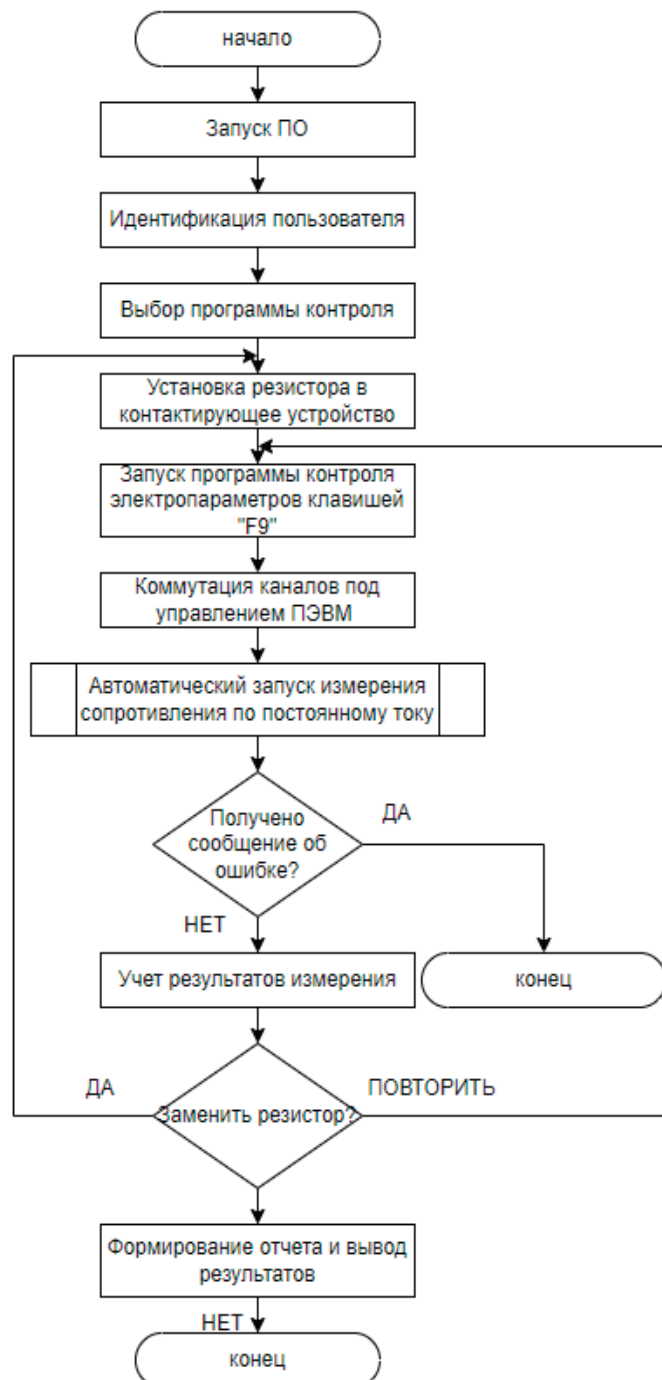 начало
Запуск ПО
Идентификация пользователя
Выбор программы контроля
Установка резистора в
контактирующее устройство
Запуск программы контроля
электропараметров клавишей
"F9"
Коммутация каналов под
управлением ПЭВМ
Автоматический запуск измерения
сопротивления по постоянному току
Получено
сообщение об
ошибке?
ДА
НЕТ
Учет результатов измерения
конец
ДА
Заменить резистор?
ПОВТОРИТЬ
Формирование отчета и вывод
результатов
НЕТ
конец